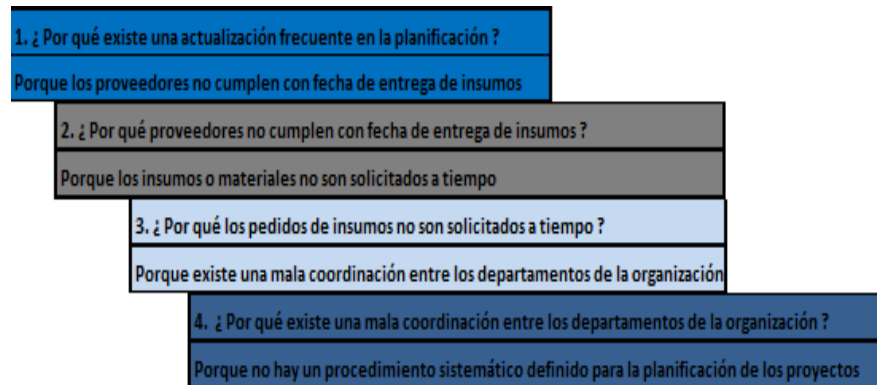 1. ¿ Por qué existe una actualización frecuente en la planificación ?
Porque los proveedores no cumplen con fecha de entrega de insumos
2. ¿ Por qué proveedores no cumplen con fecha de entrega de insumos ?
Porque los insumos o materiales no son solicitados a tiempo
3. ¿ Por qué los pedidos de insumos no son solicitados a tiempo ?
Porque existe una mala coordinación entre los departamentos de la organización
4. ¿ Por qué existe una mala coordinación entre los departamentos de la organización ?
Porque no hay un procedimiento sistemático definido para la planificación de los proyectos